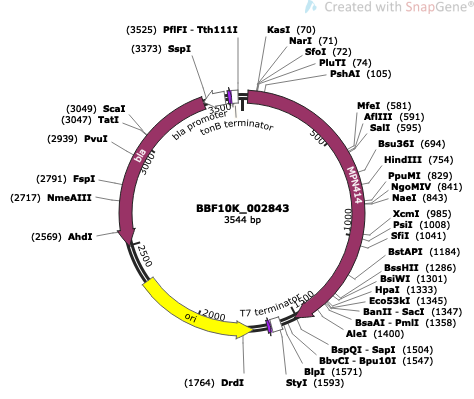 Created with SnapGene®
(3525) PflFI - Tth111I
(3373) SspI
KasI (70)
NarI (71)
SfoI (72)
PluTI (74)
PshAI (105)
(3049) ScaI
(3047) TatI
(2939) PvuI
(2791) FspI
(2717) NmeAIII
(2569) AhdI
MfeI (581)
AflIII (591)
SalI (595)
Bsu36I (694)
HindIII (754)
PpuMI (829)
NgoMIV (841)
NaeI (843)
XcmI (985)
PsiI (1008)
SfiI (1041)
BstAPI (1184)
BssHII (1286)
BsiWI (1301)
HpaI (1333)
Eco53kI (1345)
BanII - SacI (1347)
BsaAI - PmlI (1358)
AleI (1400)
BspQI - SapI (1504)
BbvCI - Bpu10I (1547)
BlpI (1571)
StyI (1593)
(1764) DrdI
bla promoter
tonB terminator
bla
MPN414
BBF10K_002843
3544 bp
T7 terminator
ori
500
1000
1500
2000
2500
3000
3500